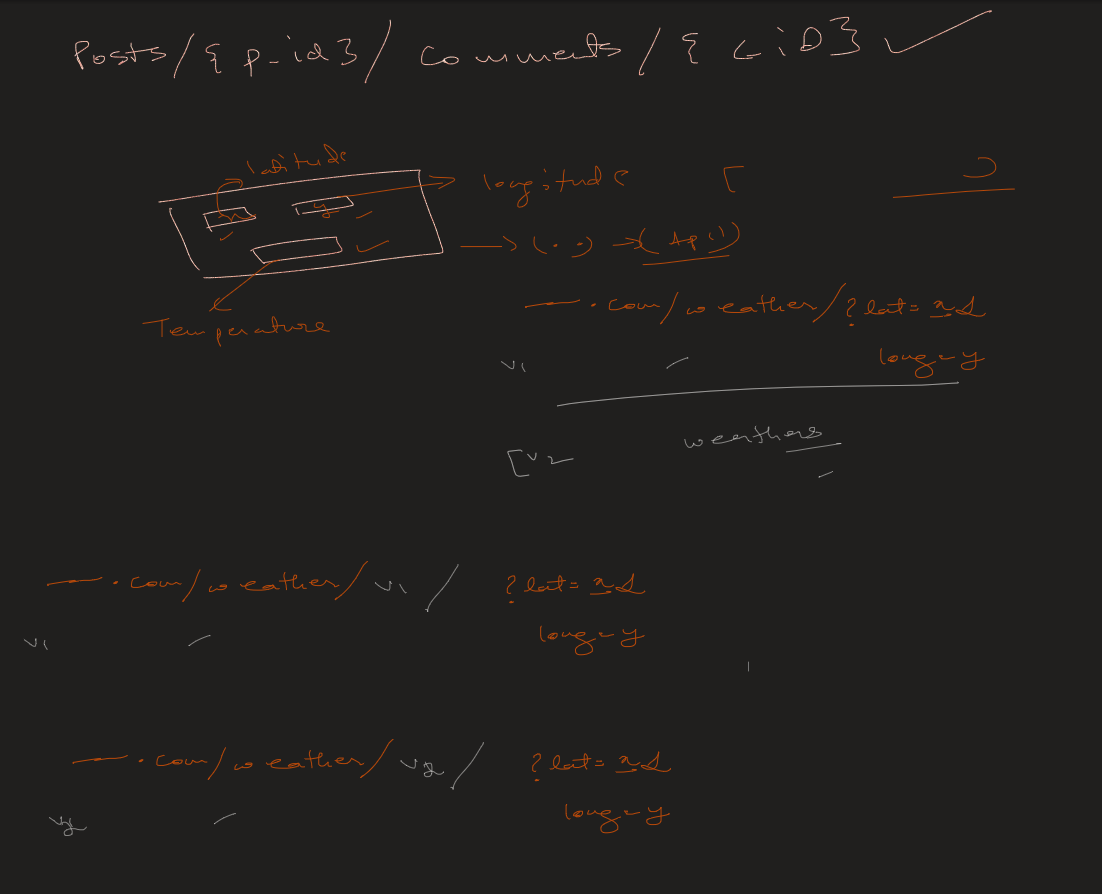 Posts/{p_id}/Comments/{CiD}
latitude
x y longitude [
→ (..) → (Api())
Temperature
.com/weather/?lat=x&
v1 long=y
[v2 weathers
.com/weather/v1/ ?lat=x&
v1 long=y
.com/weather/v2/ ?lat=x&
v2 long=y